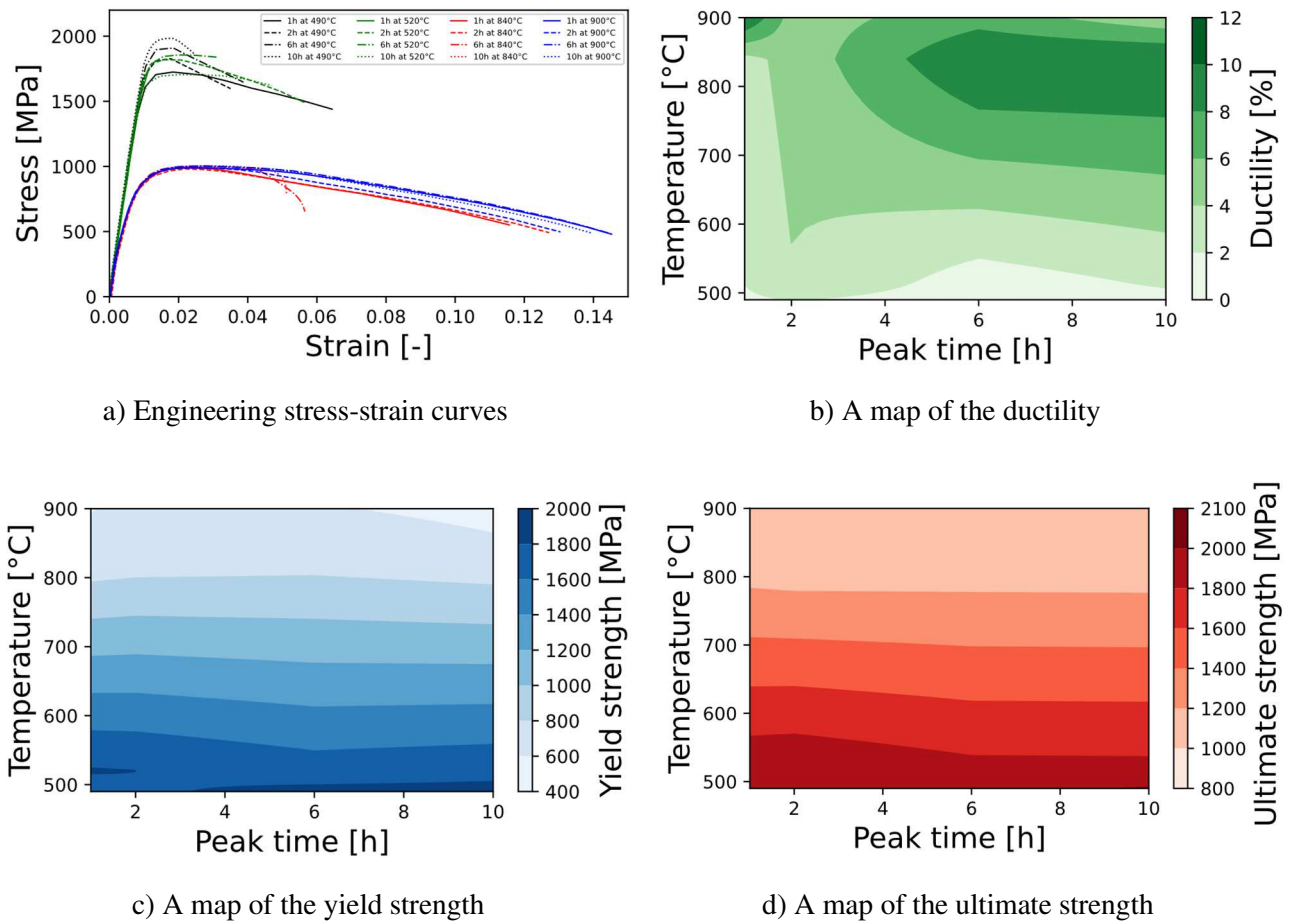 1h at 490°C 1h at 520°C 1h at 840°C 1h at 900°C
2h at 490°C 2h at 520°C 2h at 840°C 2h at 900°C
6h at 490°C 6h at 520°C 6h at 840°C 6h at 900°C
10h at 490°C 10h at 520°C 10h at 840°C 10h at 900°C
Stress [MPa]
2000
1500
1000
500
0
0.00 0.02 0.04 0.06 0.08 0.10 0.12 0.14
Strain [-]
a) Engineering stress-strain curves
Temperature [°C]
900
800
700
600
500
2 4 6 8 10
Peak time [h]
12
10
8
6
4
2
0
Ductility [%]
b) A map of the ductility
Temperature [°C]
900
800
700
600
500
2 4 6 8 10
Peak time [h]
2000
1800
1600
1400
1200
1000
800
600
400
Yield strength [MPa]
c) A map of the yield strength
Temperature [°C]
900
800
700
600
500
2 4 6 8 10
Peak time [h]
2100
2000
1800
1600
1400
1200
1000
800
Ultimate strength [MPa]
d) A map of the ultimate strength